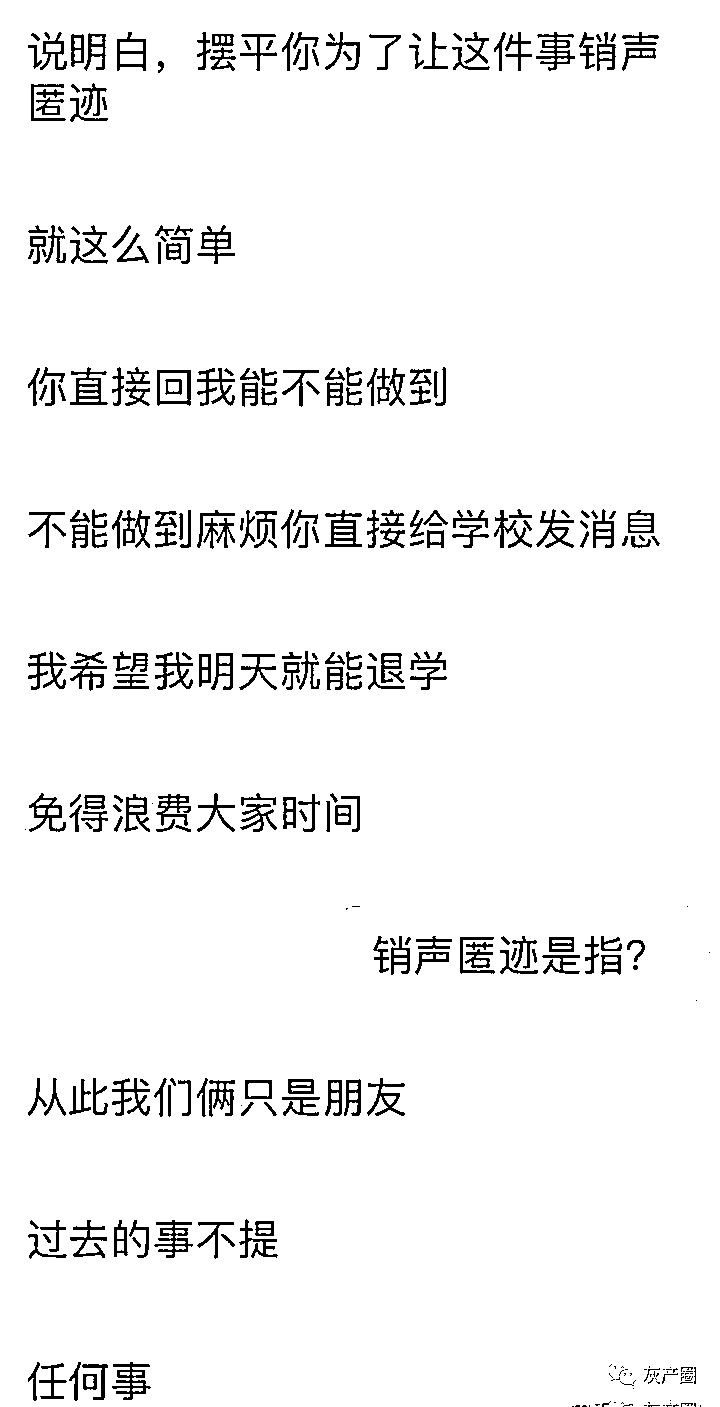 说明白，摆平你为了让这件事销声
匿迹
就这么简单
你直接回我能不能做到
不能做到麻烦你直接给学校发消息
我希望我明天就能退学
免得浪费大家时间
销声匿迹是指？
从此我们俩只是朋友
过去的事不提
任何事
灰产圈